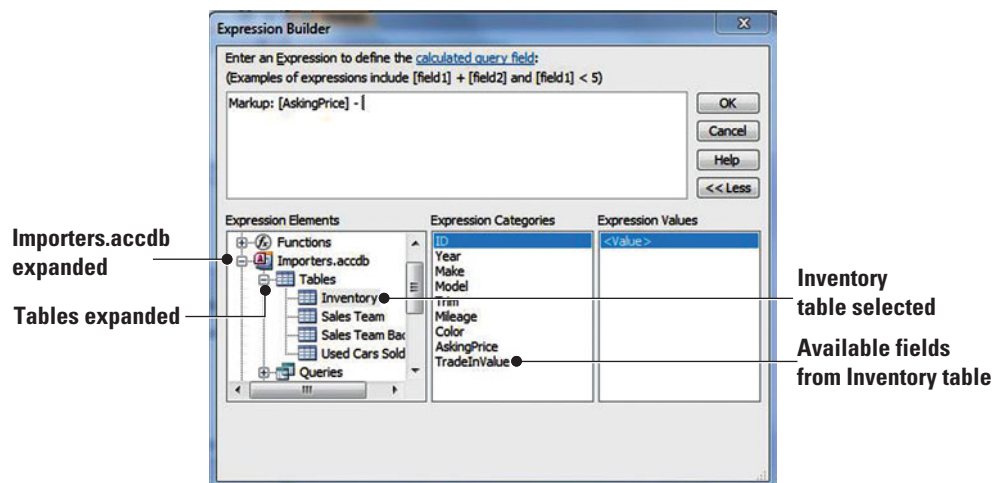 Expression Builder
Enter an Expression to define the calculated query field:
(Examples of expressions include [field1] + [field2] and [field1] < 5)
Markup: [AskingPrice] -
OK
Cancel
Help
<< Less
Expression Elements
Functions
Importers.accdb
Tables
Inventory
Sales Team
Sales Team Bac
Used Cars Sold
Queries
Expression Categories
ID
Year
Make
Model
Trim
Mileage
Color
AskingPrice
TradeInValue
Expression Values
<Value>
Importers.accdb
expanded
Tables expanded
Inventory
table selected
Available fields
from Inventory table